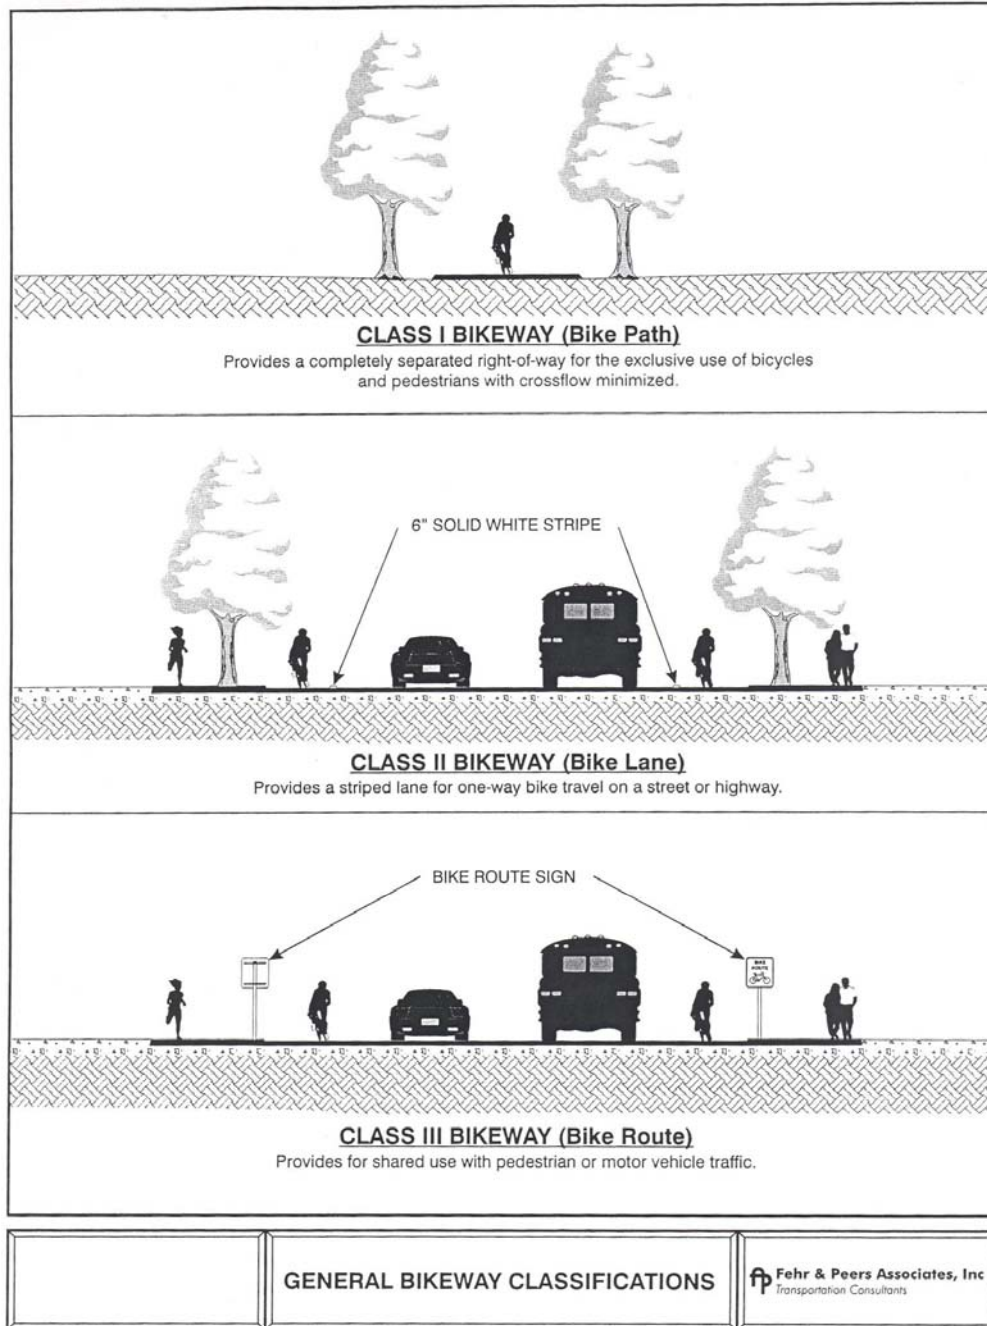 CLASS I BIKEWAY (Bike Path)
Provides a completely separated right-of-way for the exclusive use of bicycles
and pedestrians with crossflow minimized.
6" SOLID WHITE STRIPE
CLASS II BIKEWAY (Bike Lane)
Provides a striped lane for one-way bike travel on a street or highway.
BIKE ROUTE SIGN
BIKE
ROUTE
CLASS III BIKEWAY (Bike Route)
Provides for shared use with pedestrian or motor vehicle traffic.
GENERAL BIKEWAY CLASSIFICATIONS
fp Fehr & Peers Associates, Inc
Transportation Consultants